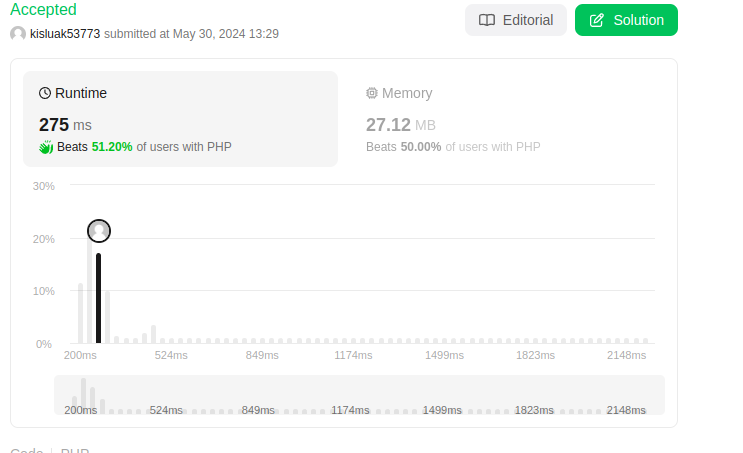 Accepted
kisluak53773 submitted at May 30, 2024 13:29
Editorial
Solution
Runtime
275 ms
Beats 51.20% of users with PHP
Memory
27.12 MB
Beats 50.00% of users with PHP
30%
20%
10%
0%
200ms 524ms 849ms 1174ms 1499ms 1823ms 2148ms
200ms 524ms 849ms 1174ms 1499ms 1823ms 2148ms
Code PHP